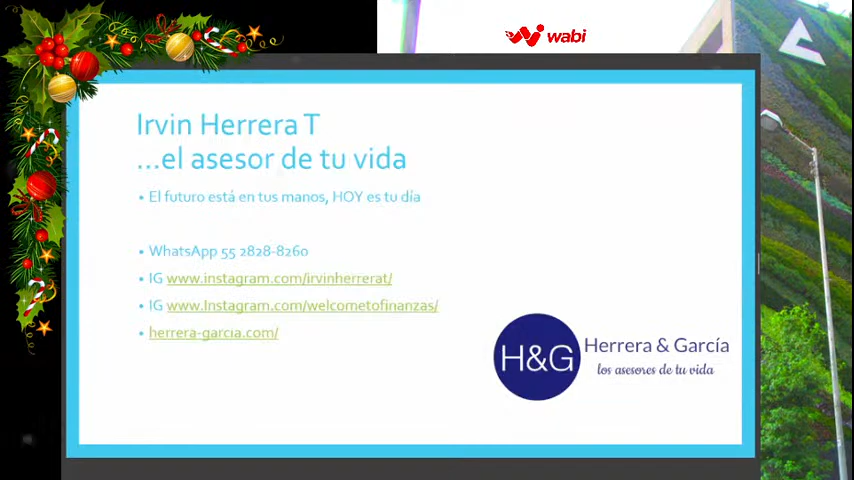 wabi
Irvin Herrera T
...el asesor de tu vida
• El futuro está en tus manos, HOY es tu día
• WhatsApp 55 2828-8260
• IG www.instagram.com/irvinherrerat/
• IG www.Instagram.com/welcometofinanzas/
• herrera-garcia.com/
H&G
Herrera & García
los asesores de tu vida